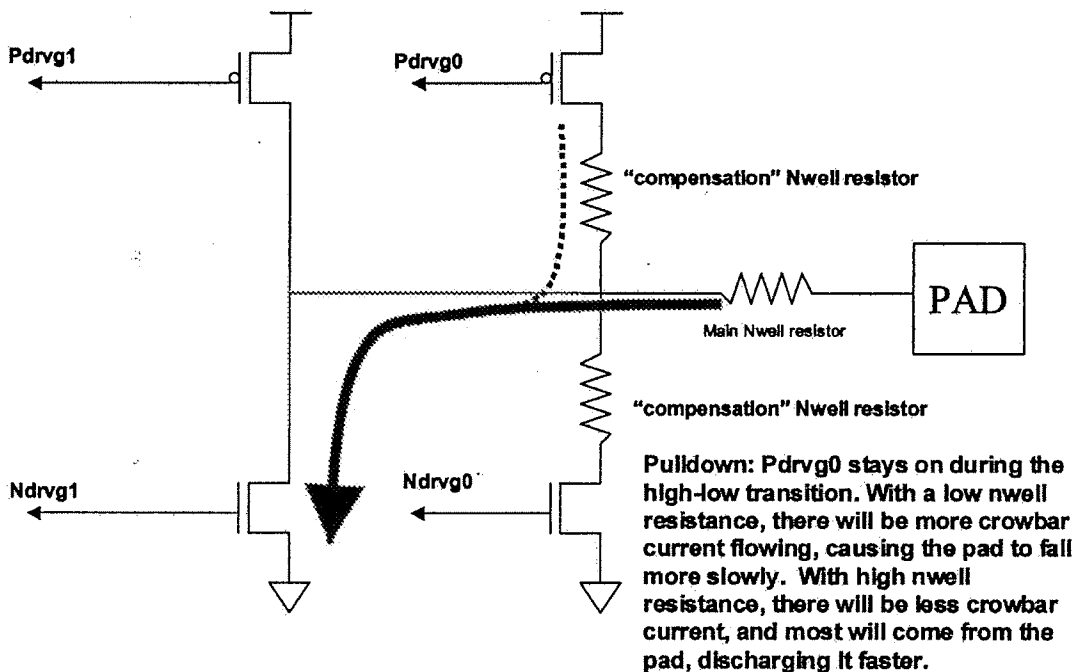 Pdrvg1
Pdrvg0
“compensation” Nwell resistor
PAD
Main Nwell resistor
“compensation” Nwell resistor
Ndrvg1
Ndrvg0
Pulldown: Pdrvg0 stays on during the
high-low transition. With a low nwell
resistance, there will be more crowbar
current flowing, causing the pad to fall
more slowly. With high nwell
resistance, there will be less crowbar
current, and most will come from the
pad, discharging it faster.